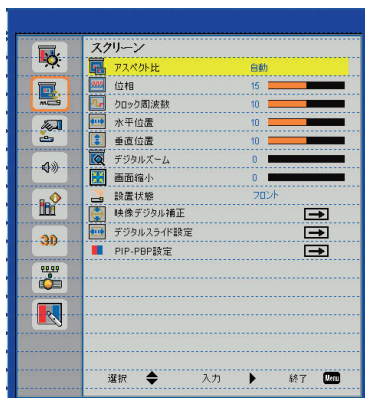 スクリーン
アスペクト比 自動
位相 15
クロック周波数 10
水平位置 10
垂直位置 10
デジタルズーム 0
画面縮小 0
設置状態 フロント
映像デジタル補正
デジタルスライド設定
PIP-PBP設定
3D
選択 入力 終了 Menu